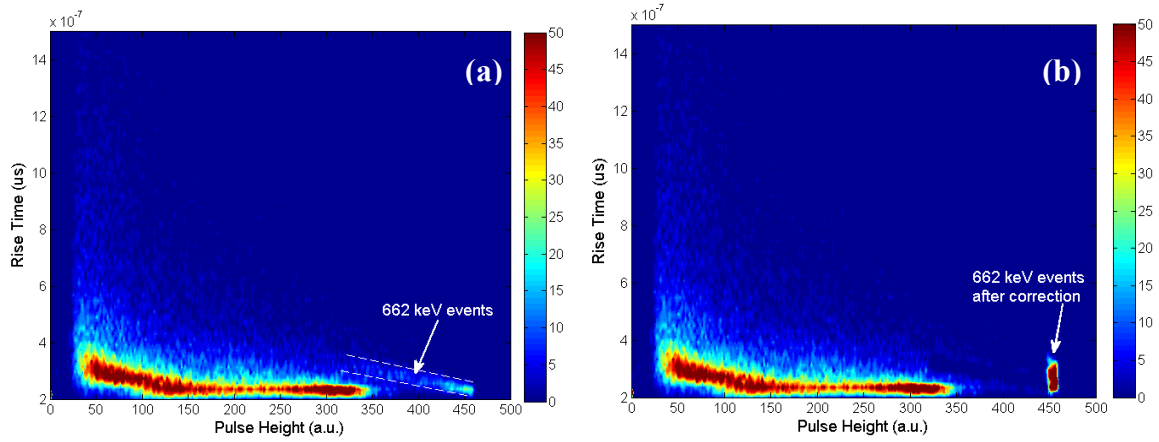 x 10⁻⁷
14
12
10
8
6
4
2
Rise Time (us)
0 50 100 150 200 250 300 350 400 450 500
Pulse Height (a.u.)
(a)
662 keV events
50
45
40
35
30
25
20
15
10
5
0
x 10⁻⁷
14
12
10
8
6
4
2
Rise Time (us)
0 50 100 150 200 250 300 350 400 450 500
Pulse Height (a.u.)
(b)
662 keV events
after correction
50
45
40
35
30
25
20
15
10
5
0